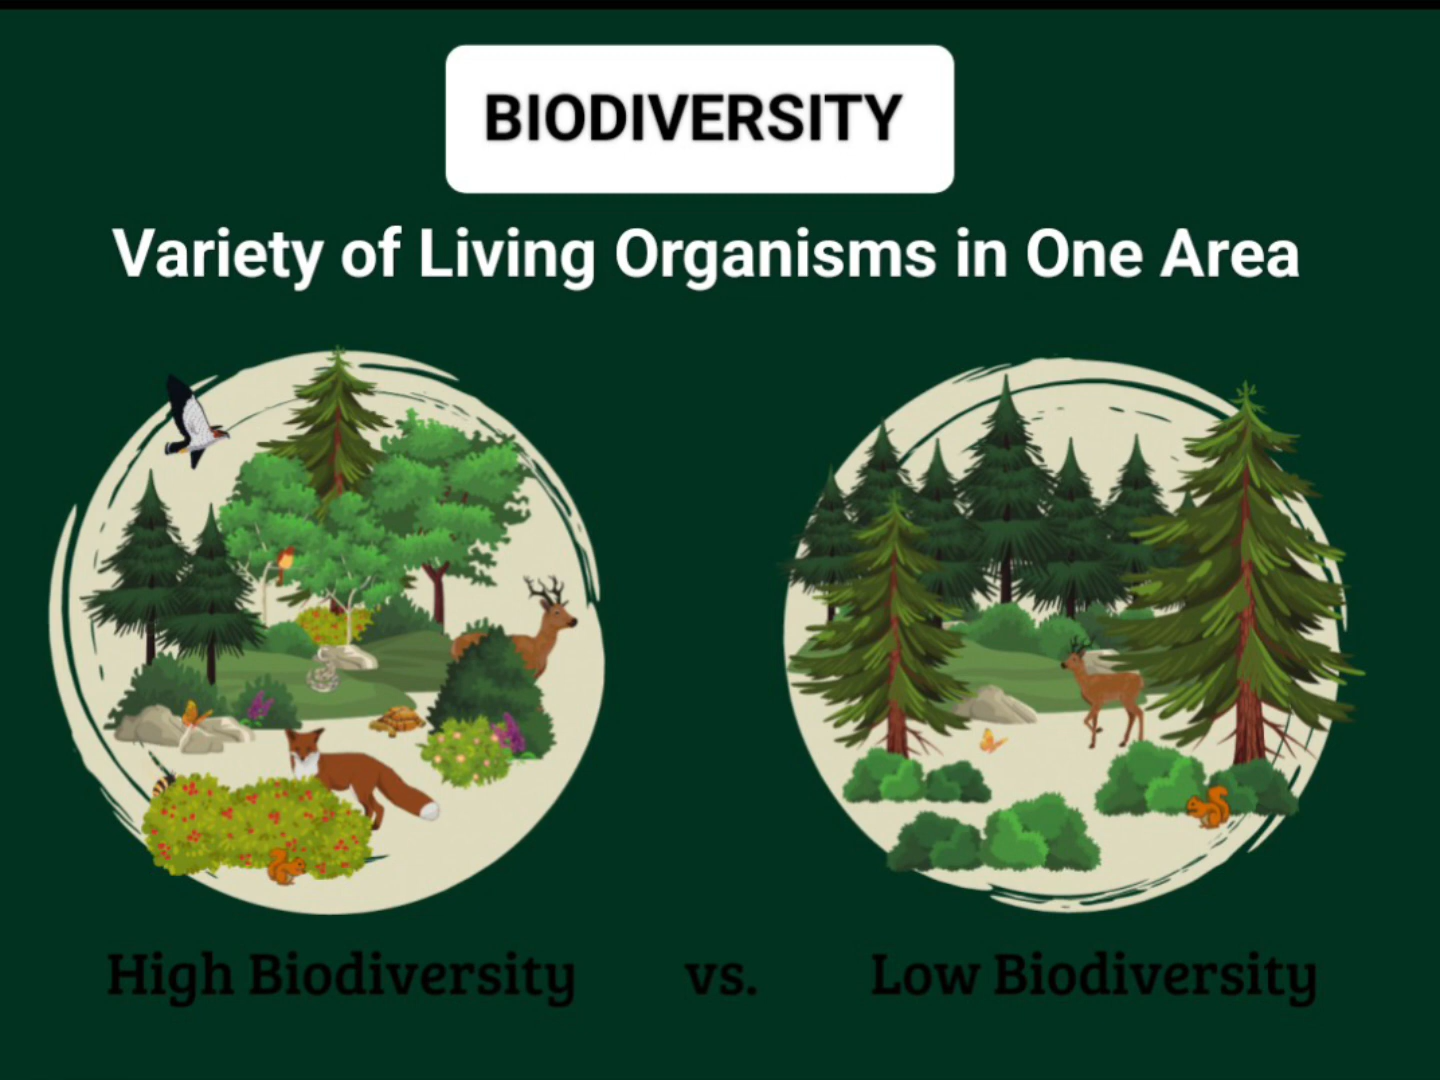 BIODIVERSITY
Variety of Living Organisms in One Area
High Biodiversity vs. Low Biodiversity